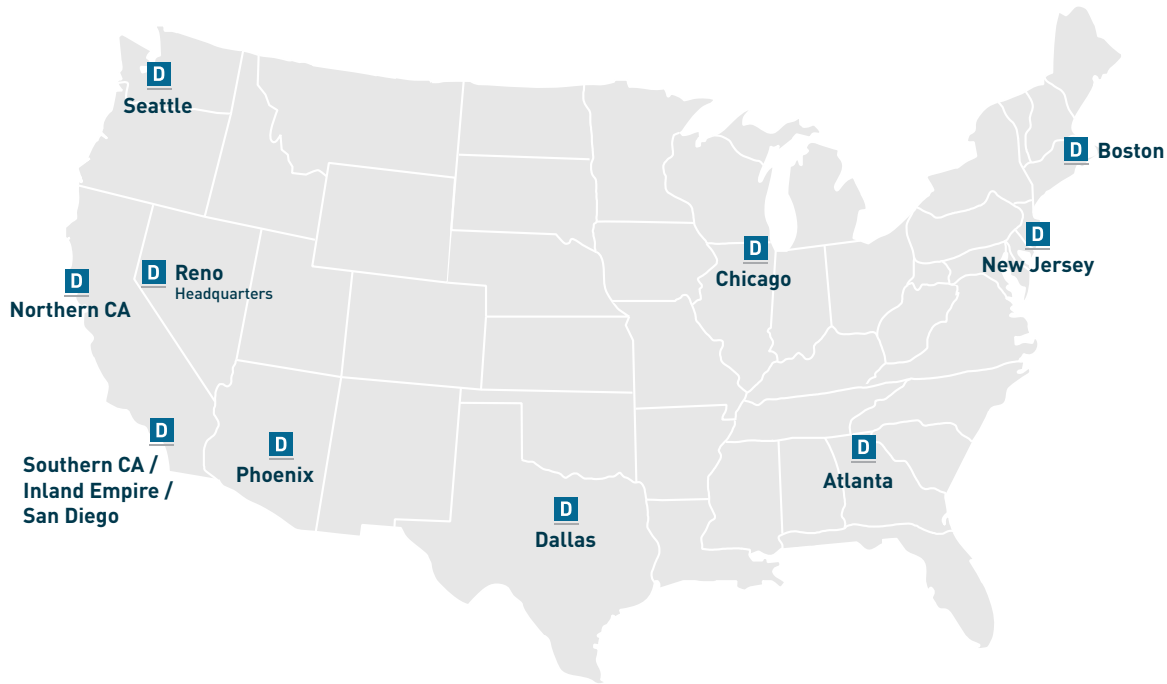 D
Seattle
D
Boston
D
New Jersey
D
Chicago
D
Reno
Headquarters
D
Northern CA
D
Southern CA /
Inland Empire /
San Diego
D
Phoenix
D
Dallas
D
Atlanta